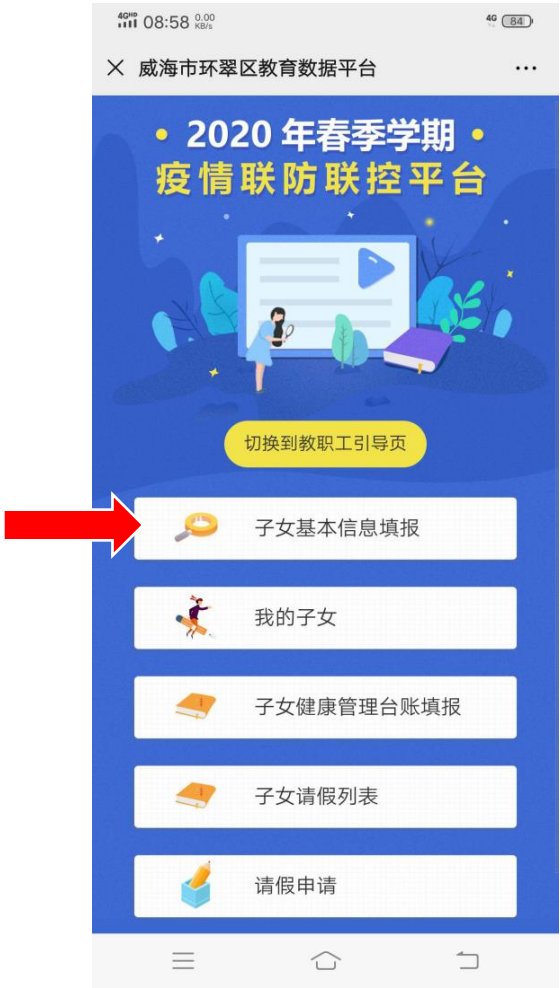 4GHD 08:58 0.00 KB/s 4G 84
威海市环翠区教育数据平台
2020 年春季学期
疫情联防联控平台
切换到教职工引导页
子女基本信息填报
我的子女
子女健康管理台账填报
子女请假列表
请假申请